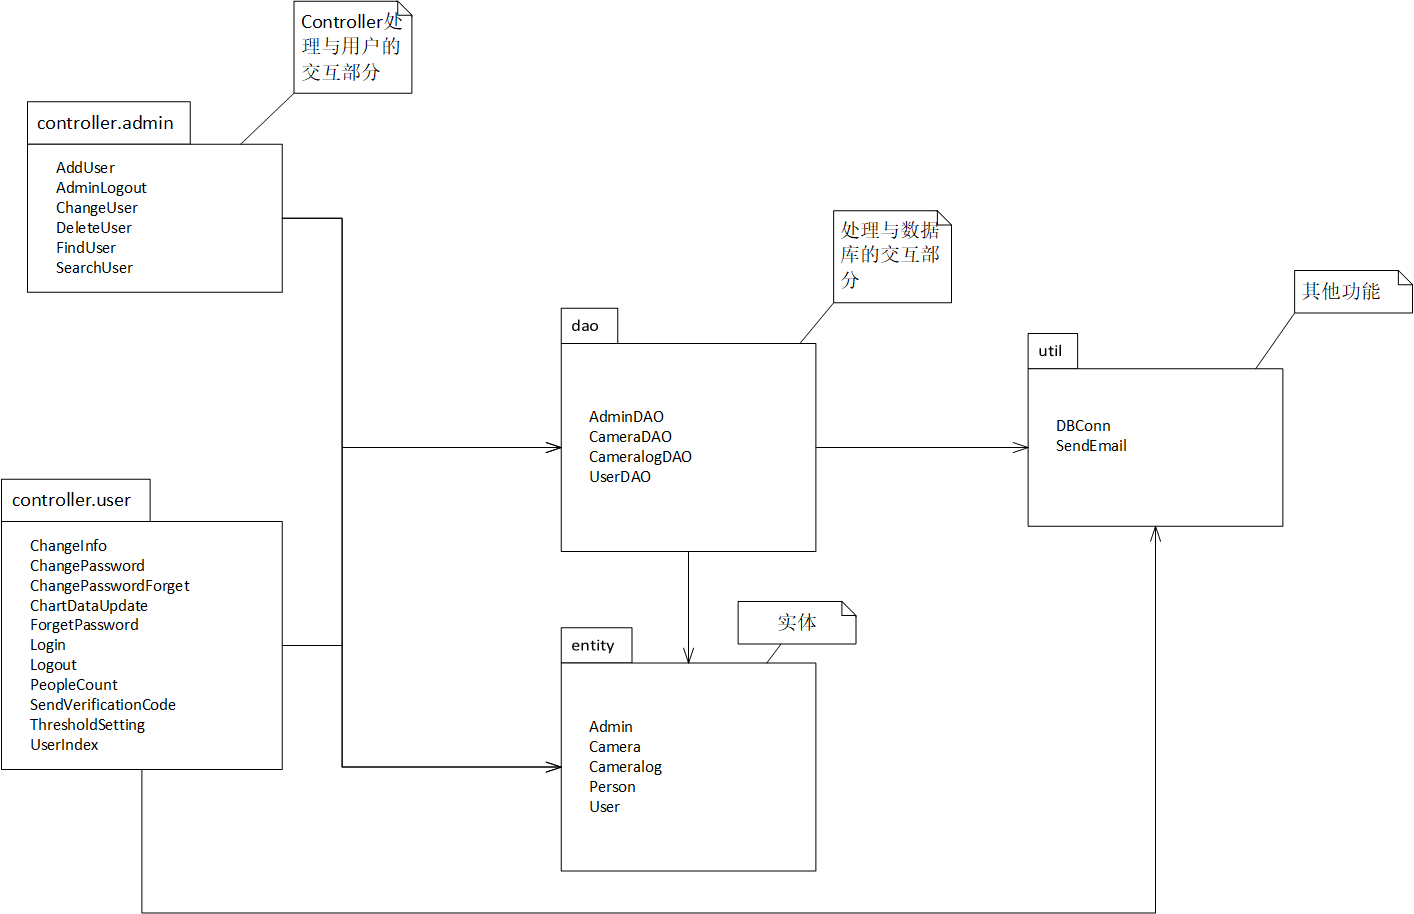 Controller处
理与用户的
交互部分
controller.admin
AddUser
AdminLogout
ChangeUser
DeleteUser
FindUser
SearchUser
处理与数据
库的交互部
分
其他功能
dao
AdminDAO
CameraDAO
CameralogDAO
UserDAO
util
DBConn
SendEmail
controller.user
ChangeInfo
ChangePassword
ChangePasswordForget
ChartDataUpdate
ForgetPassword
Login
Logout
PeopleCount
SendVerificationCode
ThresholdSetting
UserIndex
实体
entity
Admin
Camera
Cameralog
Person
User